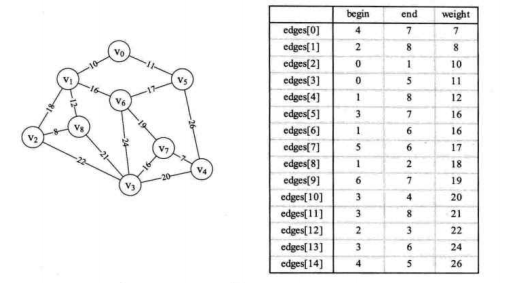 V0
10
11
V1
V5
16
17
V6
18
12
26
V2
8
V8
19
24
V7
7
21
16
22
V4
20
V3
begin end weight
edges[0] 4 7 7
edges[1] 2 8 8
edges[2] 0 1 10
edges[3] 0 5 11
edges[4] 1 8 12
edges[5] 3 7 16
edges[6] 1 6 16
edges[7] 5 6 17
edges[8] 1 2 18
edges[9] 6 7 19
edges[10] 3 4 20
edges[11] 3 8 21
edges[12] 2 3 22
edges[13] 3 6 24
edges[14] 4 5 26